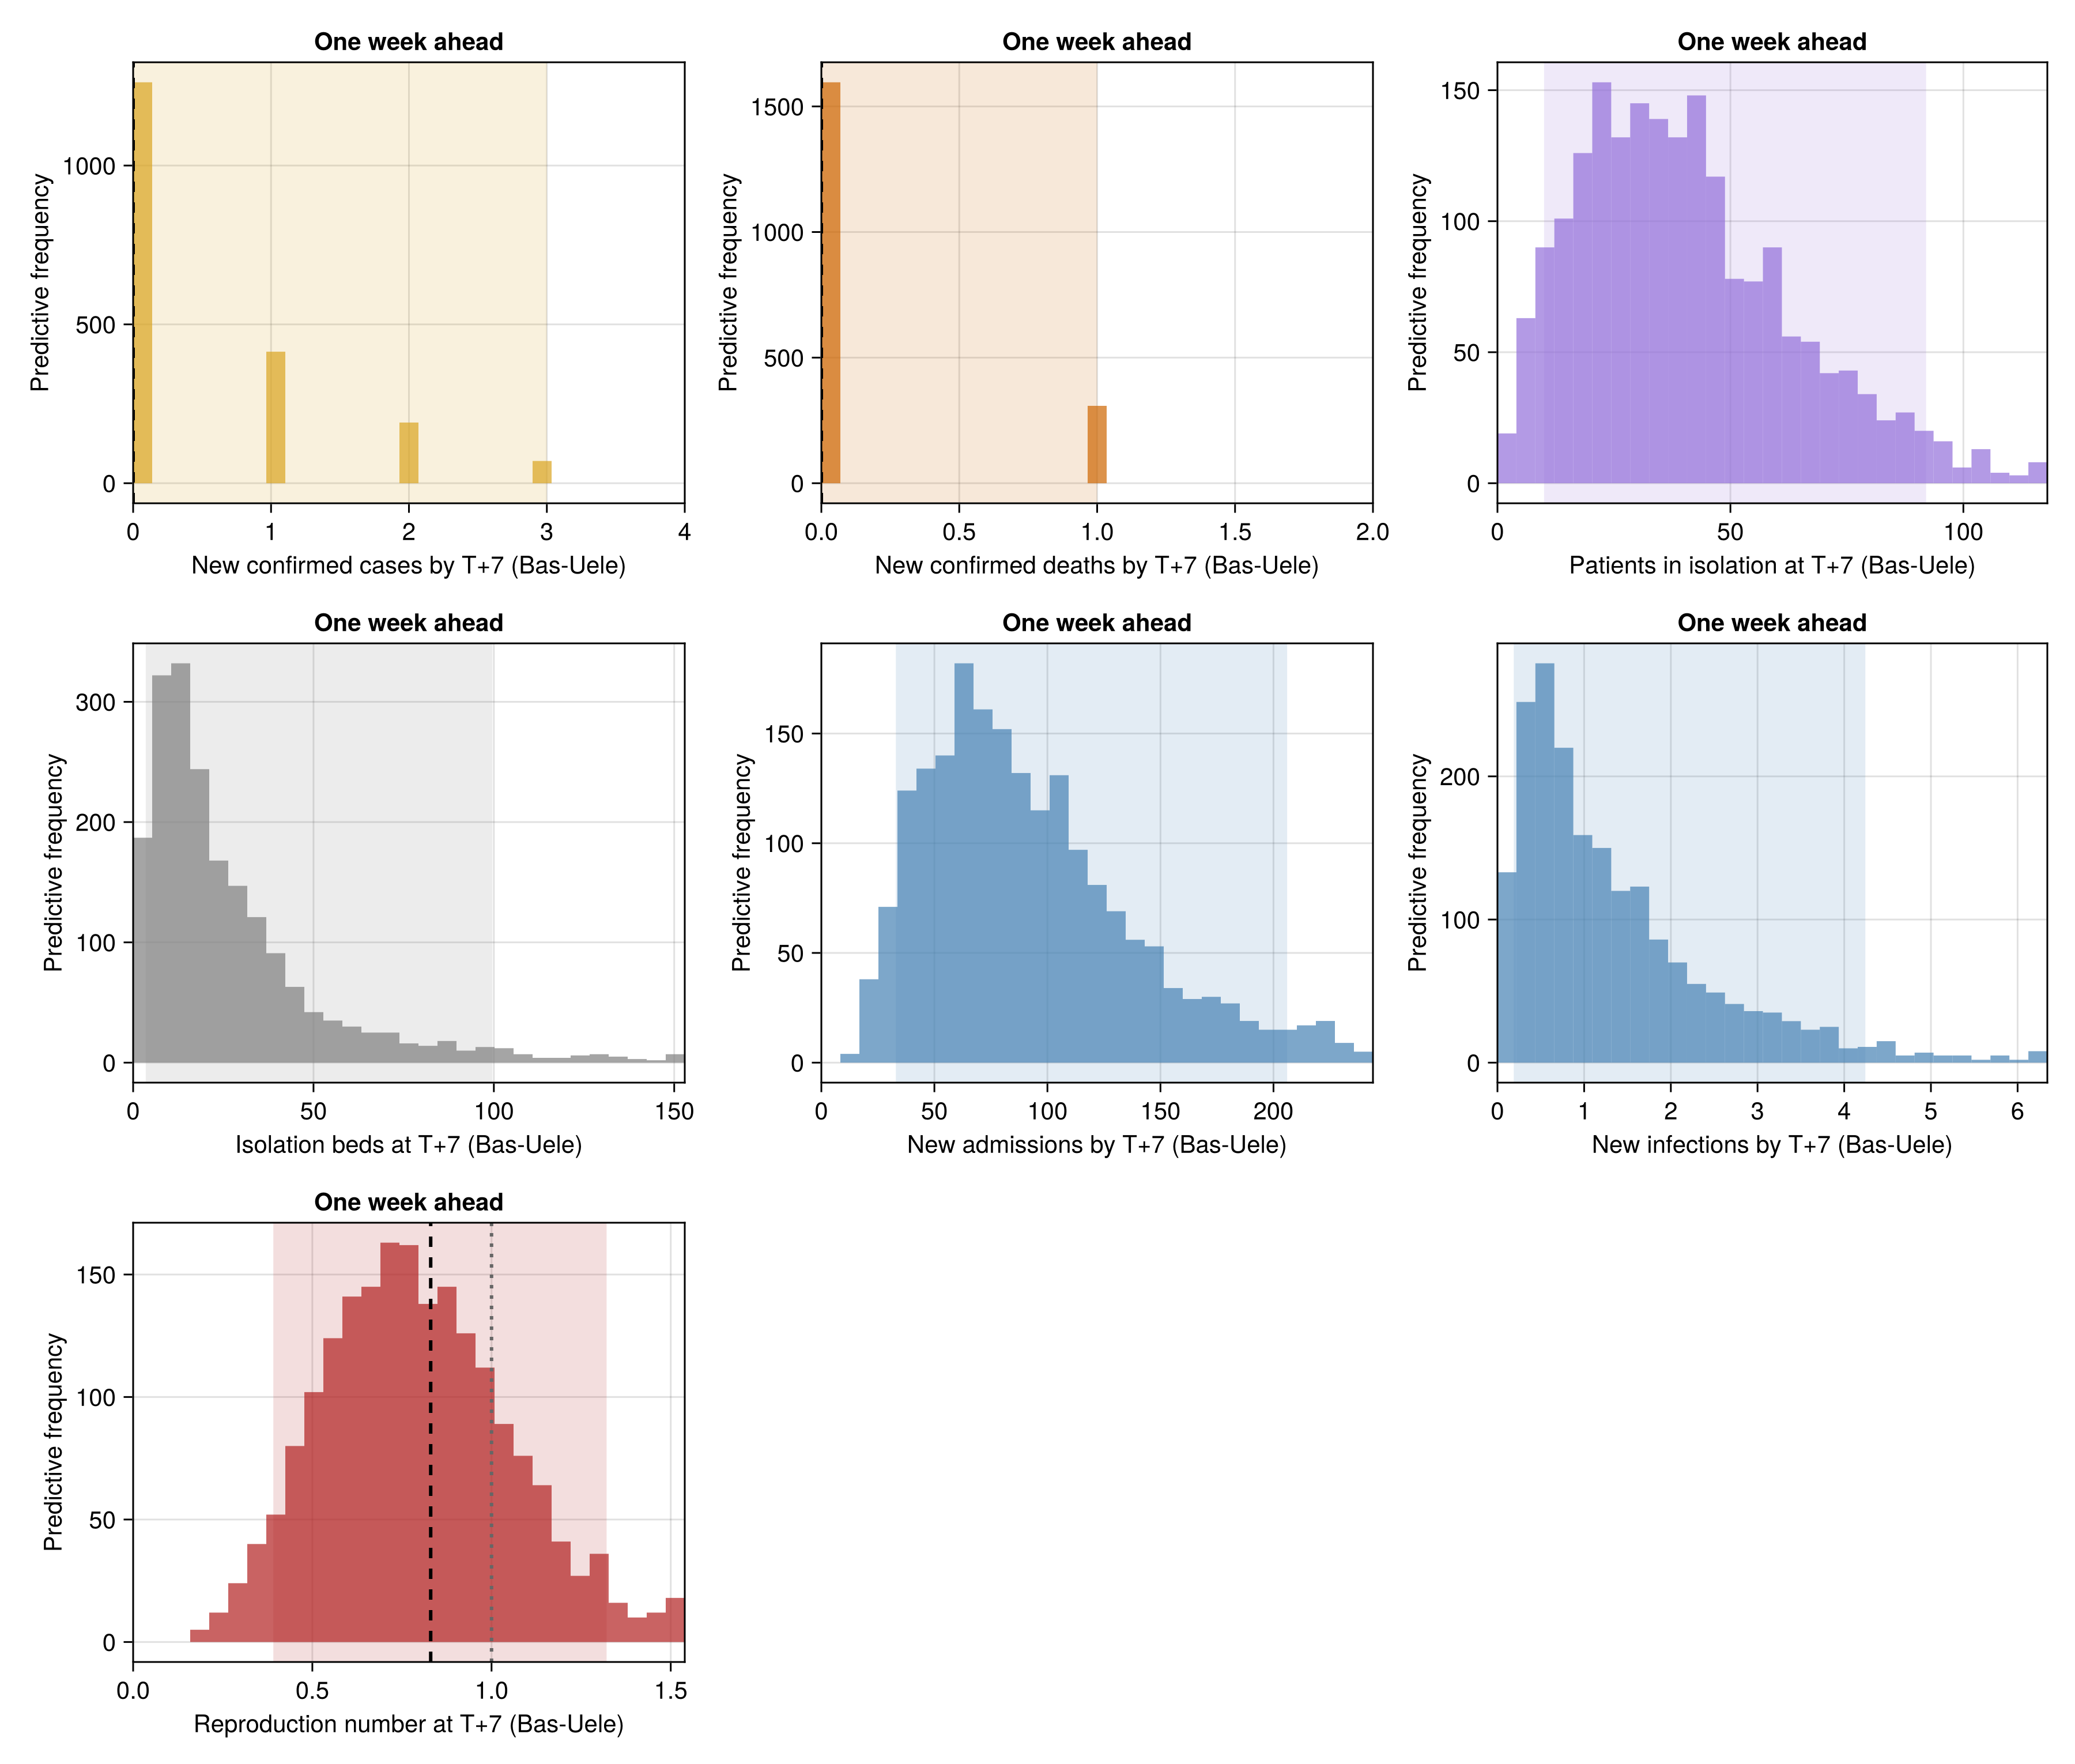 One week ahead
Predictive frequency
1000
500
0
0 1 2 3 4
New confirmed cases by T+7 (Bas-Uele)
One week ahead
Predictive frequency
1500
1000
500
0
0.0 0.5 1.0 1.5 2.0
New confirmed deaths by T+7 (Bas-Uele)
One week ahead
Predictive frequency
150
100
50
0
0 50 100
Patients in isolation at T+7 (Bas-Uele)
One week ahead
Predictive frequency
300
200
100
0
0 50 100 150
Isolation beds at T+7 (Bas-Uele)
One week ahead
Predictive frequency
150
100
50
0
0 50 100 150 200
New admissions by T+7 (Bas-Uele)
One week ahead
Predictive frequency
200
100
0
0 1 2 3 4 5 6
New infections by T+7 (Bas-Uele)
One week ahead
Predictive frequency
150
100
50
0
0.0 0.5 1.0 1.5
Reproduction number at T+7 (Bas-Uele)